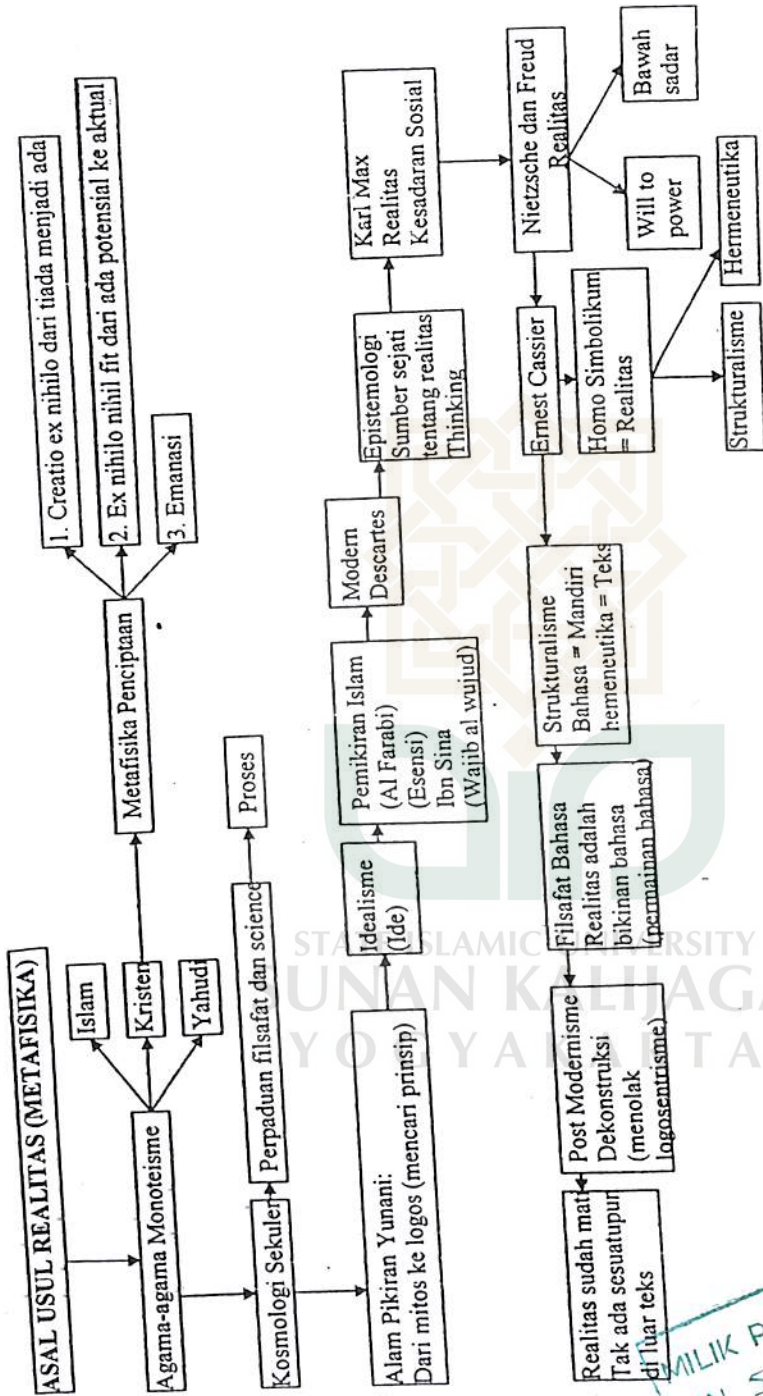 ASAL USUL REALITAS (METAFISIKA)
Agama-agama Monoteisme
Islam
Kristen
Yahudi
Metafisika Penciptaan
1. Creatio ex nihilo dari tiada menjadi ada
2. Ex nihilo nihil fit dari ada potensial ke aktual
3. Emanasi
Kosmologi Sekuler
Perpaduan filsafat dan science
Proses
Alam Pikiran Yunani:
Dari mitos ke logos (mencari prinsip)
Idealisme
(Ide)
Pemikiran Islam
(Al Farabi)
(Esensi)
Ibn Sina
(Wajib al wujud)
Modern
Descartes
Epistemologi
Sumber sejati
tentang realitas
Thinking
Karl Max
Realitas
Kesadaran Sosial
Nietzsche dan Freud
Realitas
Will to
power
Bawah
sadar
Ernest Cassier
Homo Simbolikum
= Realitas
Strukturalisme
Hermeneutika
Strukturalisme
Bahasa = Mandiri
hemeneutika = Teks
Filsafat Bahasa
Realitas adalah
bikinan bahasa
(permainan bahasa)
Post Modernisme
Dekonstruksi
(menolak
logosentrisme)
Realitas sudah mati
Tak ada sesuatupun
di luar teks
STATE ISLAMIC UNIVERSITY
SUNAN KALIJAGA
YOGYAKARTA
MILIK